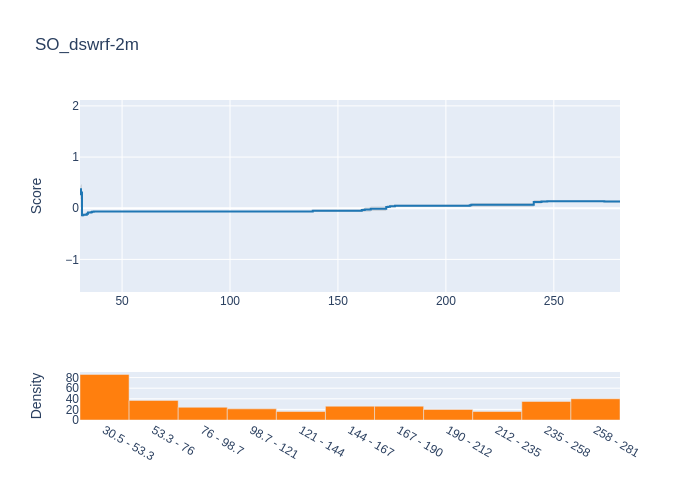 SO_dswrf-2m
Score
2
1
0
−1
50
100
150
200
250
Density
80
60
40
20
0
30.5 - 53.3
53.3 - 76
76 - 98.7
98.7 - 121
121 - 144
144 - 167
167 - 190
190 - 212
212 - 235
235 - 258
258 - 281